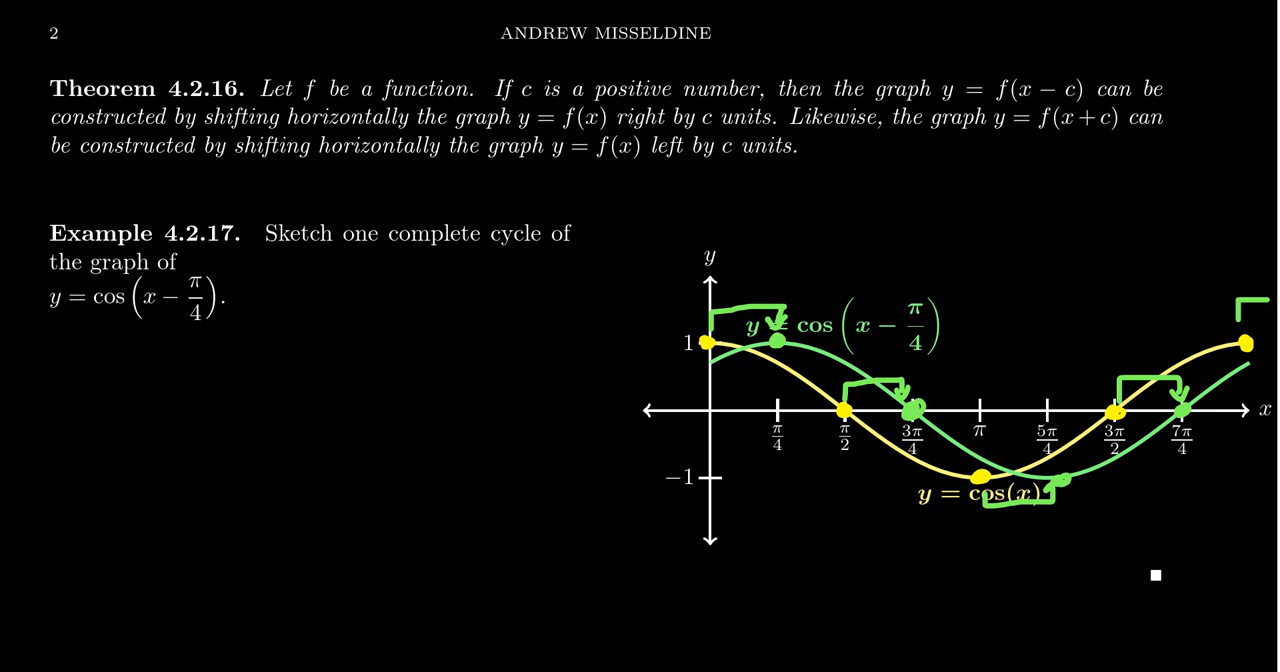 2
ANDREW MISSELDINE
Theorem 4.2.16. Let f be a function. If c is a positive number, then the graph y = f(x − c) can be
constructed by shifting horizontally the graph y = f(x) right by c units. Likewise, the graph y = f(x+c) can
be constructed by shifting horizontally the graph y = f(x) left by c units.
Example 4.2.17. Sketch one complete cycle of
the graph of
y = cos(x − π/4).
y
y = cos(x − π/4)
1
x
π/4 π/2 3π/4 π 5π/4 3π/2 7π/4
−1
y = cos(x)